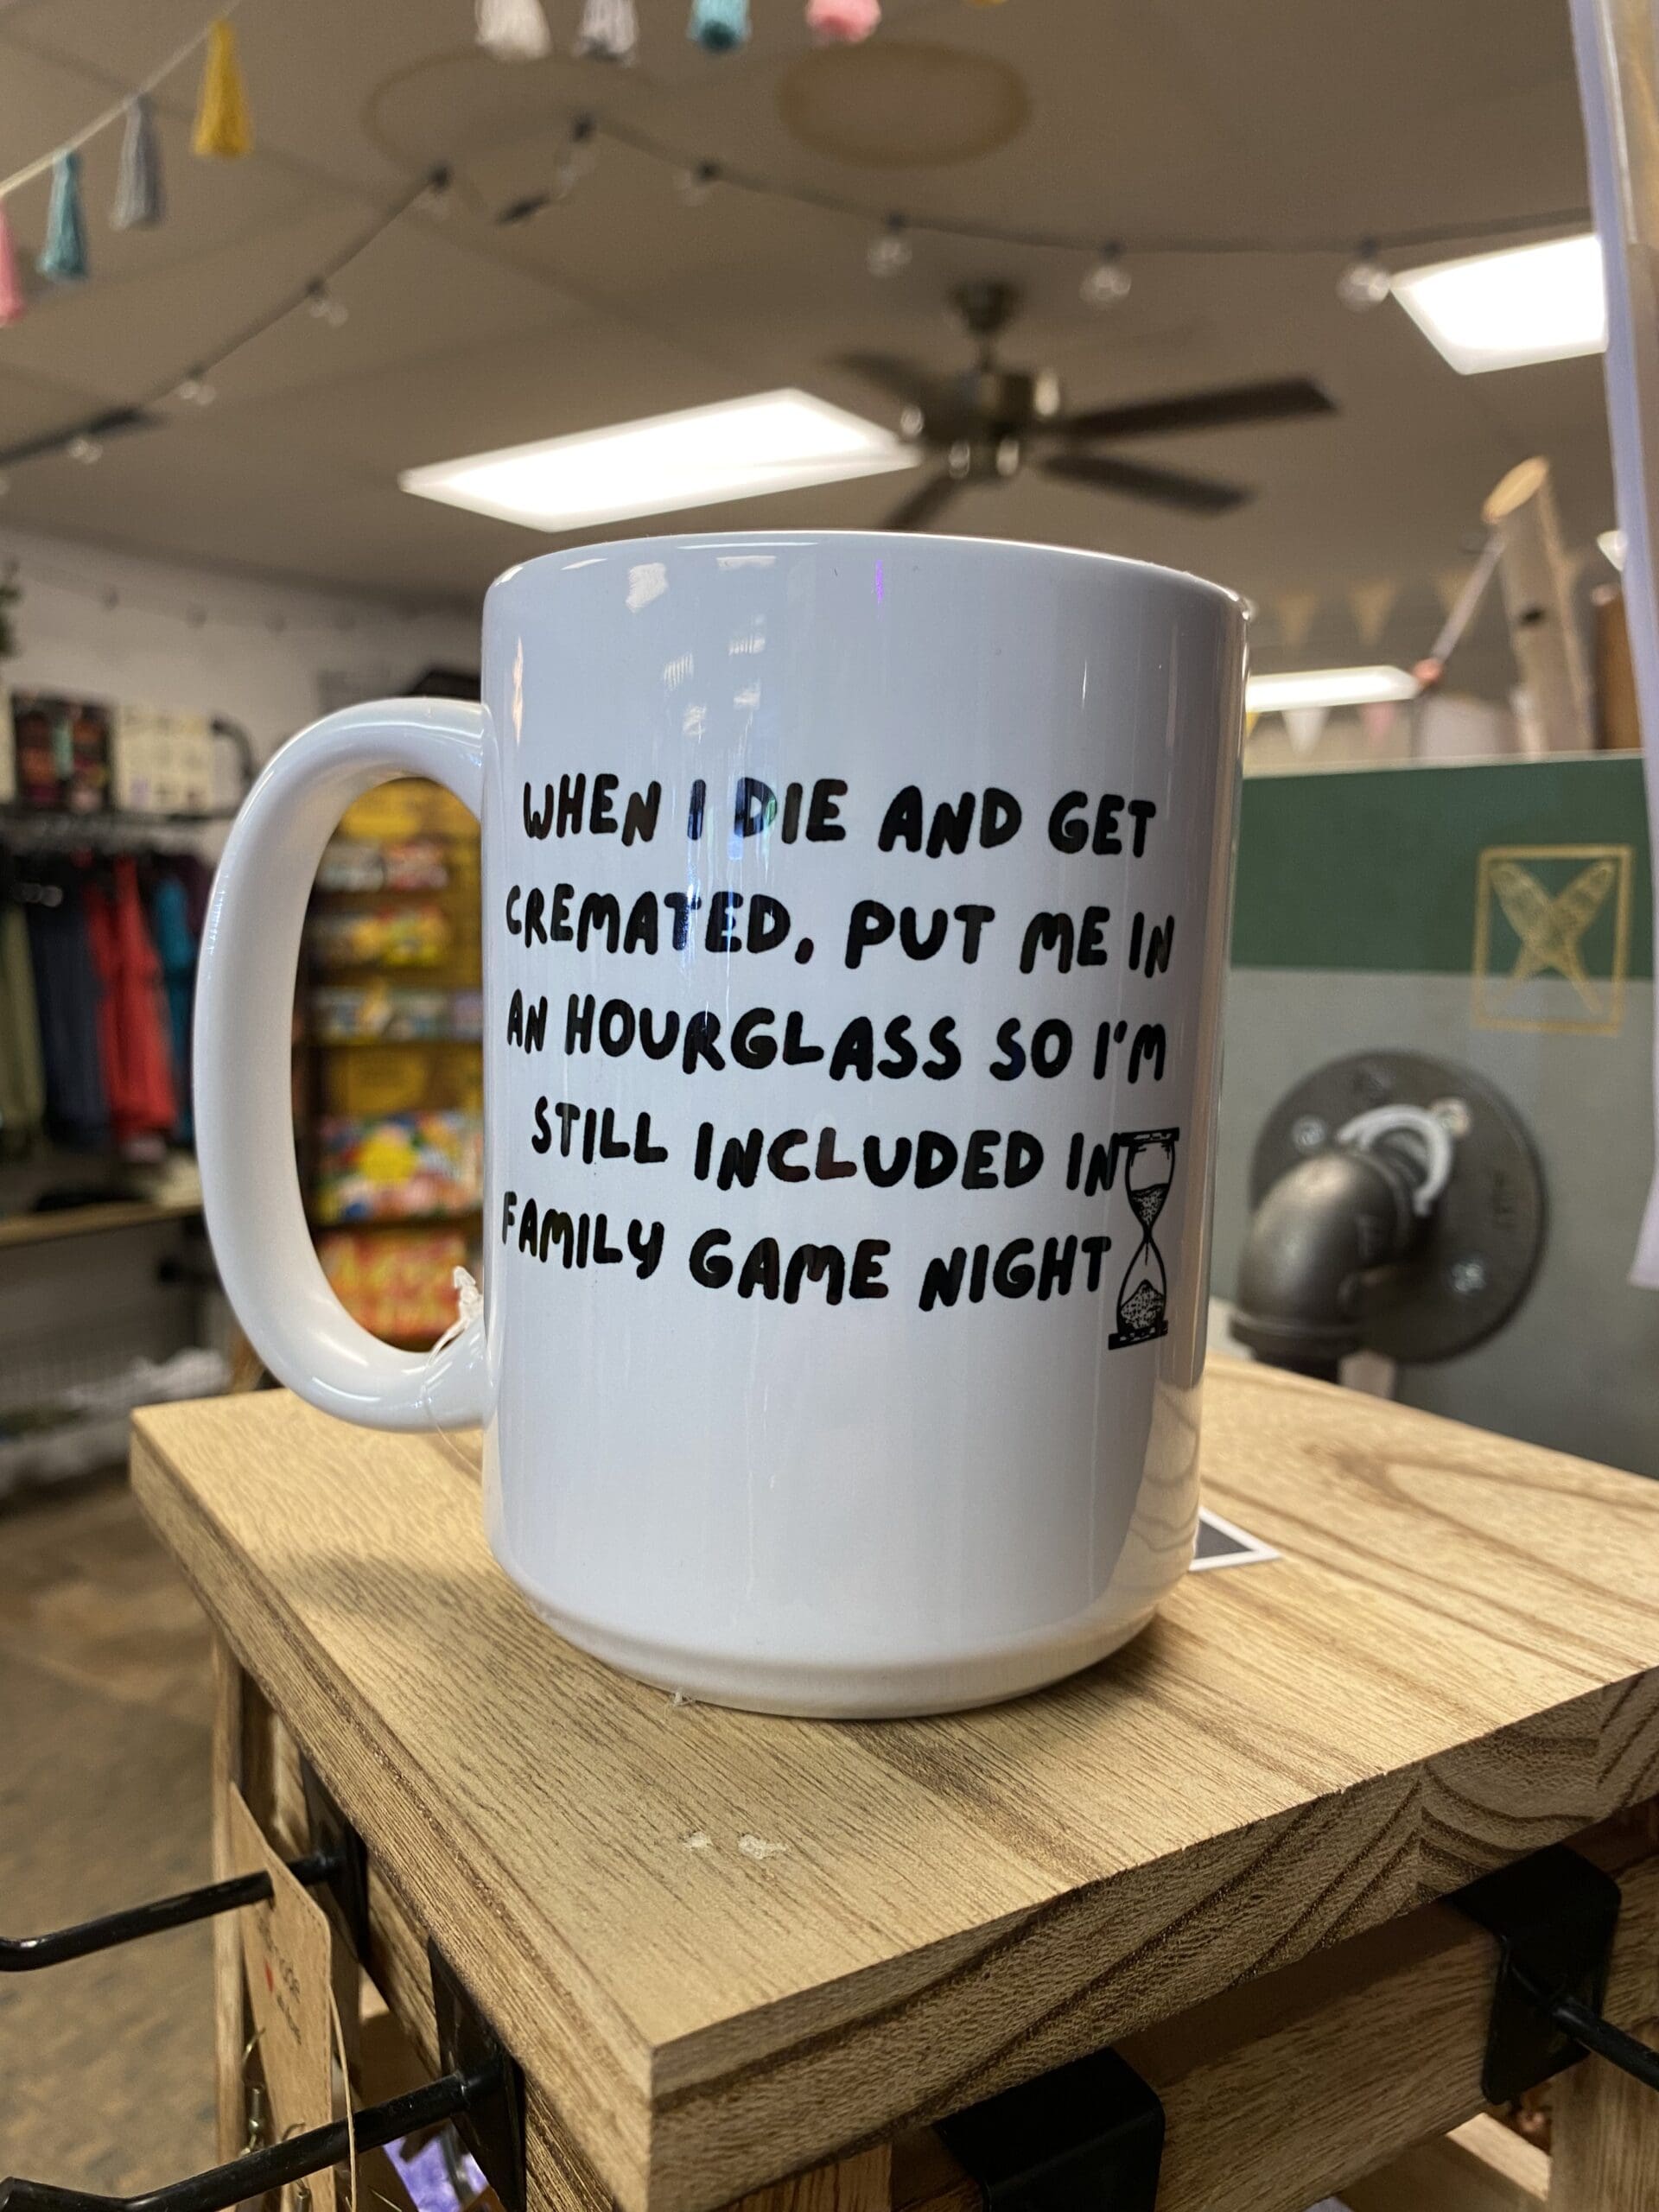 WHEN I DIE AND GET
CREMATED, PUT ME IN
AN HOURGLASS SO I'M
STILL INCLUDED IN
FAMILY GAME NIGHT